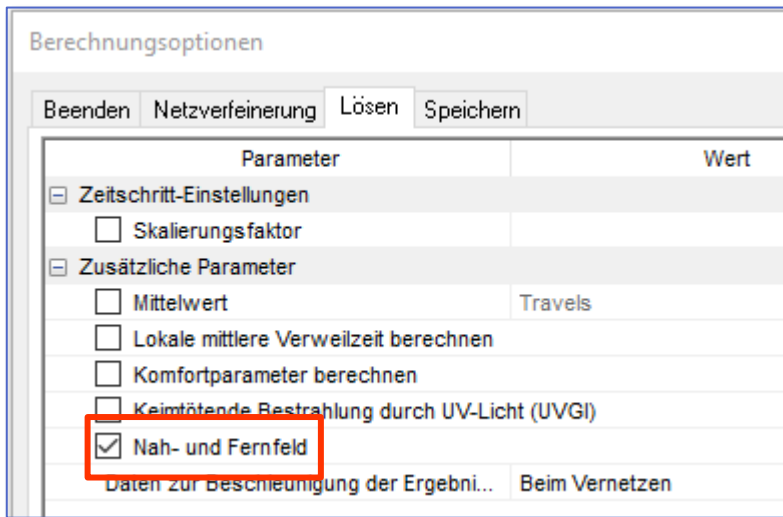 Berechnungsoptionen
Beenden Netzverfeinerung Lösen Speichern
Parameter Wert
Zeitschritt-Einstellungen
Skalierungsfaktor
Zusätzliche Parameter
Mittelwert Travels
Lokale mittlere Verweilzeit berechnen
Komfortparameter berechnen
Keimtötende Bestrahlung durch UV-Licht (UVGI)
Nah- und Fernfeld
Daten zur Beschleunigung der Ergebni... Beim Vernetzen